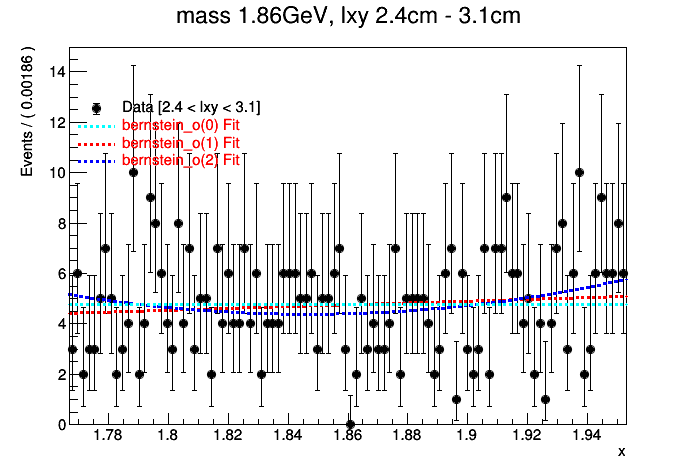 mass 1.86GeV, lxy 2.4cm - 3.1cm
Events / ( 0.00186 )
14
12
10
8
6
4
2
0
Data [2.4 < lxy < 3.1]
bernstein_o(0) Fit
bernstein_o(1) Fit
bernstein_o(2) Fit
1.78 1.8 1.82 1.84 1.86 1.88 1.9 1.92 1.94
x